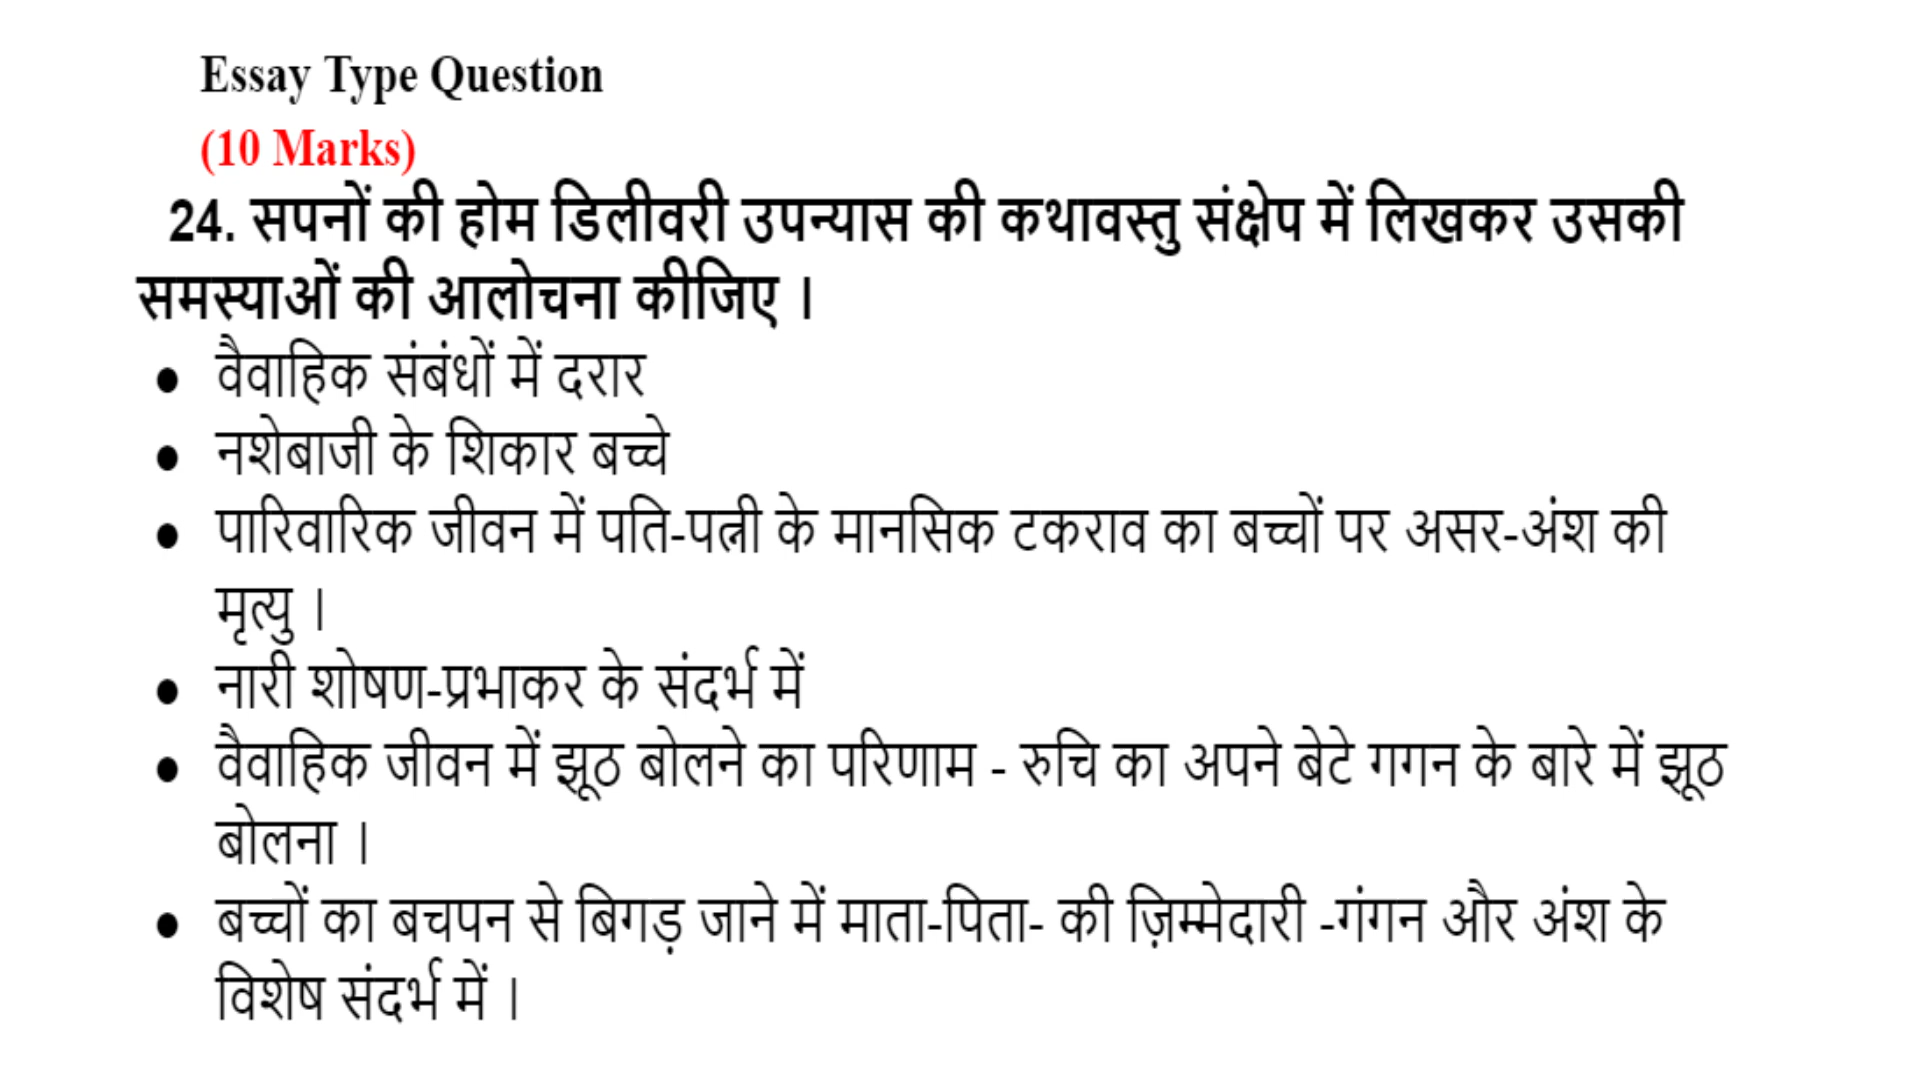 Essay Type Question
(10 Marks)
24. सपनों की होम डिलीवरी उपन्यास की कथावस्तु संक्षेप में लिखकर उसकी
समस्याओं की आलोचना कीजिए ।
● वैवाहिक संबंधों में दरार
● नशेबाजी के शिकार बच्चे
● पारिवारिक जीवन में पति-पत्नी के मानसिक टकराव का बच्चों पर असर-अंश की
मृत्यु ।
● नारी शोषण-प्रभाकर के संदर्भ में
● वैवाहिक जीवन में झूठ बोलने का परिणाम - रुचि का अपने बेटे गगन के बारे में झूठ
बोलना ।
● बच्चों का बचपन से बिगड़ जाने में माता-पिता- की ज़िम्मेदारी -गंगन और अंश के
विशेष संदर्भ में ।